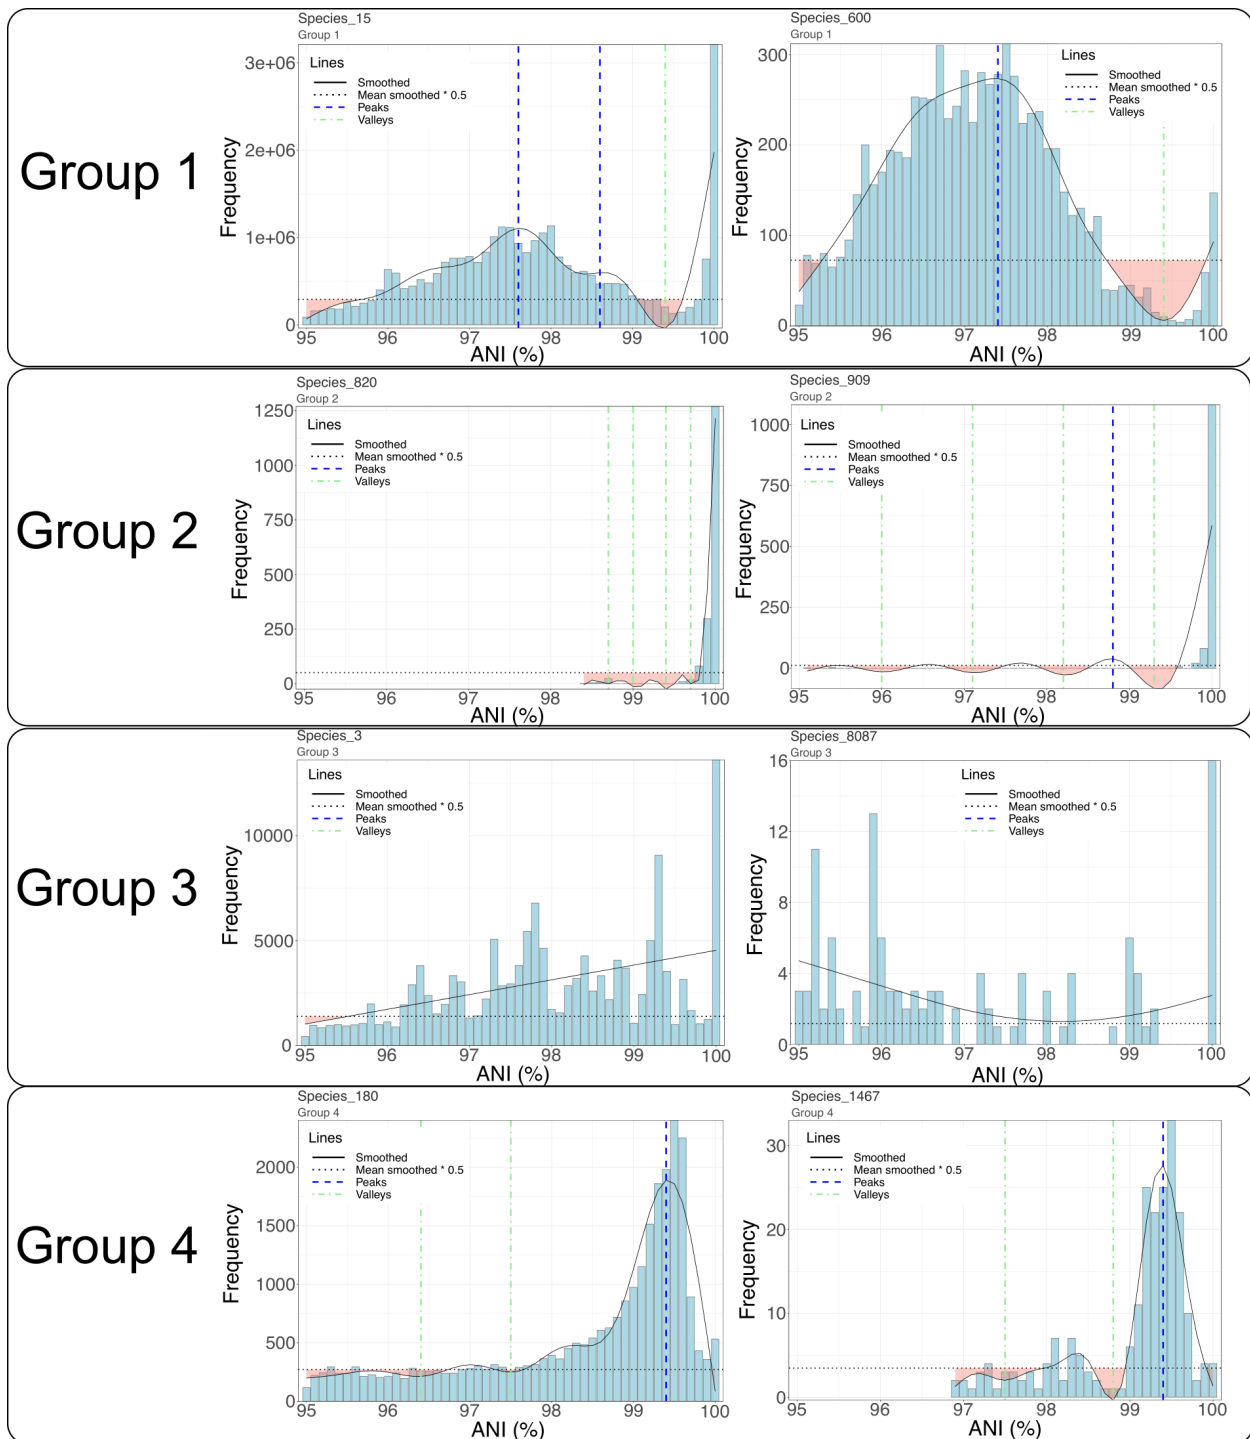 Group 1
Species_15
Group 1
Lines
Smoothed
Mean smoothed * 0.5
Peaks
Valleys
Frequency
3e+06
2e+06
1e+06
0
95 96 97 98 99 100
ANI (%)
Species_600
Group 1
Lines
Smoothed
Mean smoothed * 0.5
Peaks
Valleys
Frequency
300
200
100
0
95 96 97 98 99 100
ANI (%)
Group 2
Species_820
Group 2
Lines
Smoothed
Mean smoothed * 0.5
Peaks
Valleys
Frequency
1250
1000
750
500
250
0
95 96 97 98 99 100
ANI (%)
Species_909
Group 2
Lines
Smoothed
Mean smoothed * 0.5
Peaks
Valleys
Frequency
1000
750
500
250
0
95 96 97 98 99 100
ANI (%)
Group 3
Species_3
Group 3
Lines
Smoothed
Mean smoothed * 0.5
Peaks
Valleys
Frequency
10000
5000
0
95 96 97 98 99 100
ANI (%)
Species_8087
Group 3
Lines
Smoothed
Mean smoothed * 0.5
Peaks
Valleys
Frequency
16
12
8
4
0
95 96 97 98 99 100
ANI (%)
Group 4
Species_180
Group 4
Lines
Smoothed
Mean smoothed * 0.5
Peaks
Valleys
Frequency
2000
1500
1000
500
0
95 96 97 98 99 100
ANI (%)
Species_1467
Group 4
Lines
Smoothed
Mean smoothed * 0.5
Peaks
Valleys
Frequency
30
20
10
0
95 96 97 98 99 100
ANI (%)